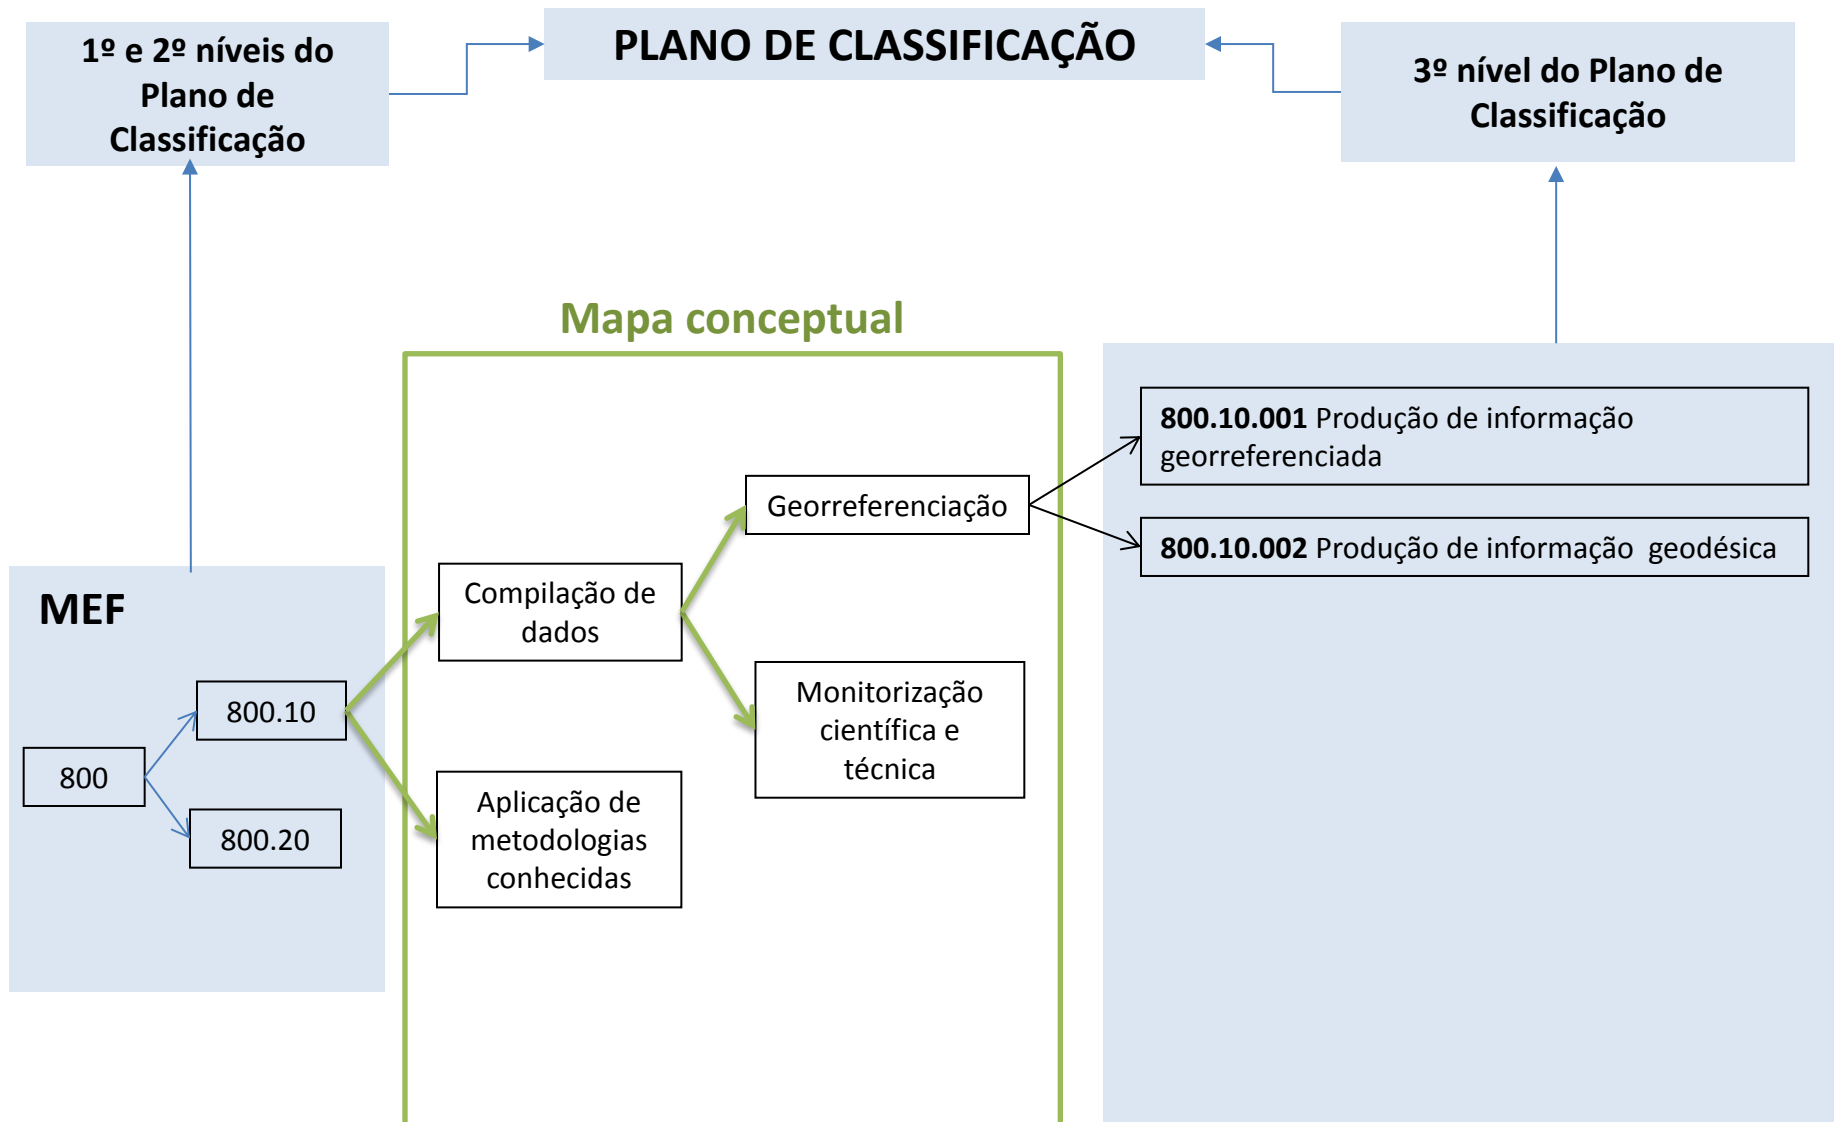 1º e 2º níveis do
Plano de
Classificação
PLANO DE CLASSIFICAÇÃO
3º nível do Plano de
Classificação
Mapa conceptual
MEF
800
800.10
800.20
Compilação de
dados
Aplicação de
metodologias
conhecidas
Georreferenciação
Monitorização
científica e
técnica
800.10.001 Produção de informação
georreferenciada
800.10.002 Produção de informação  geodésica